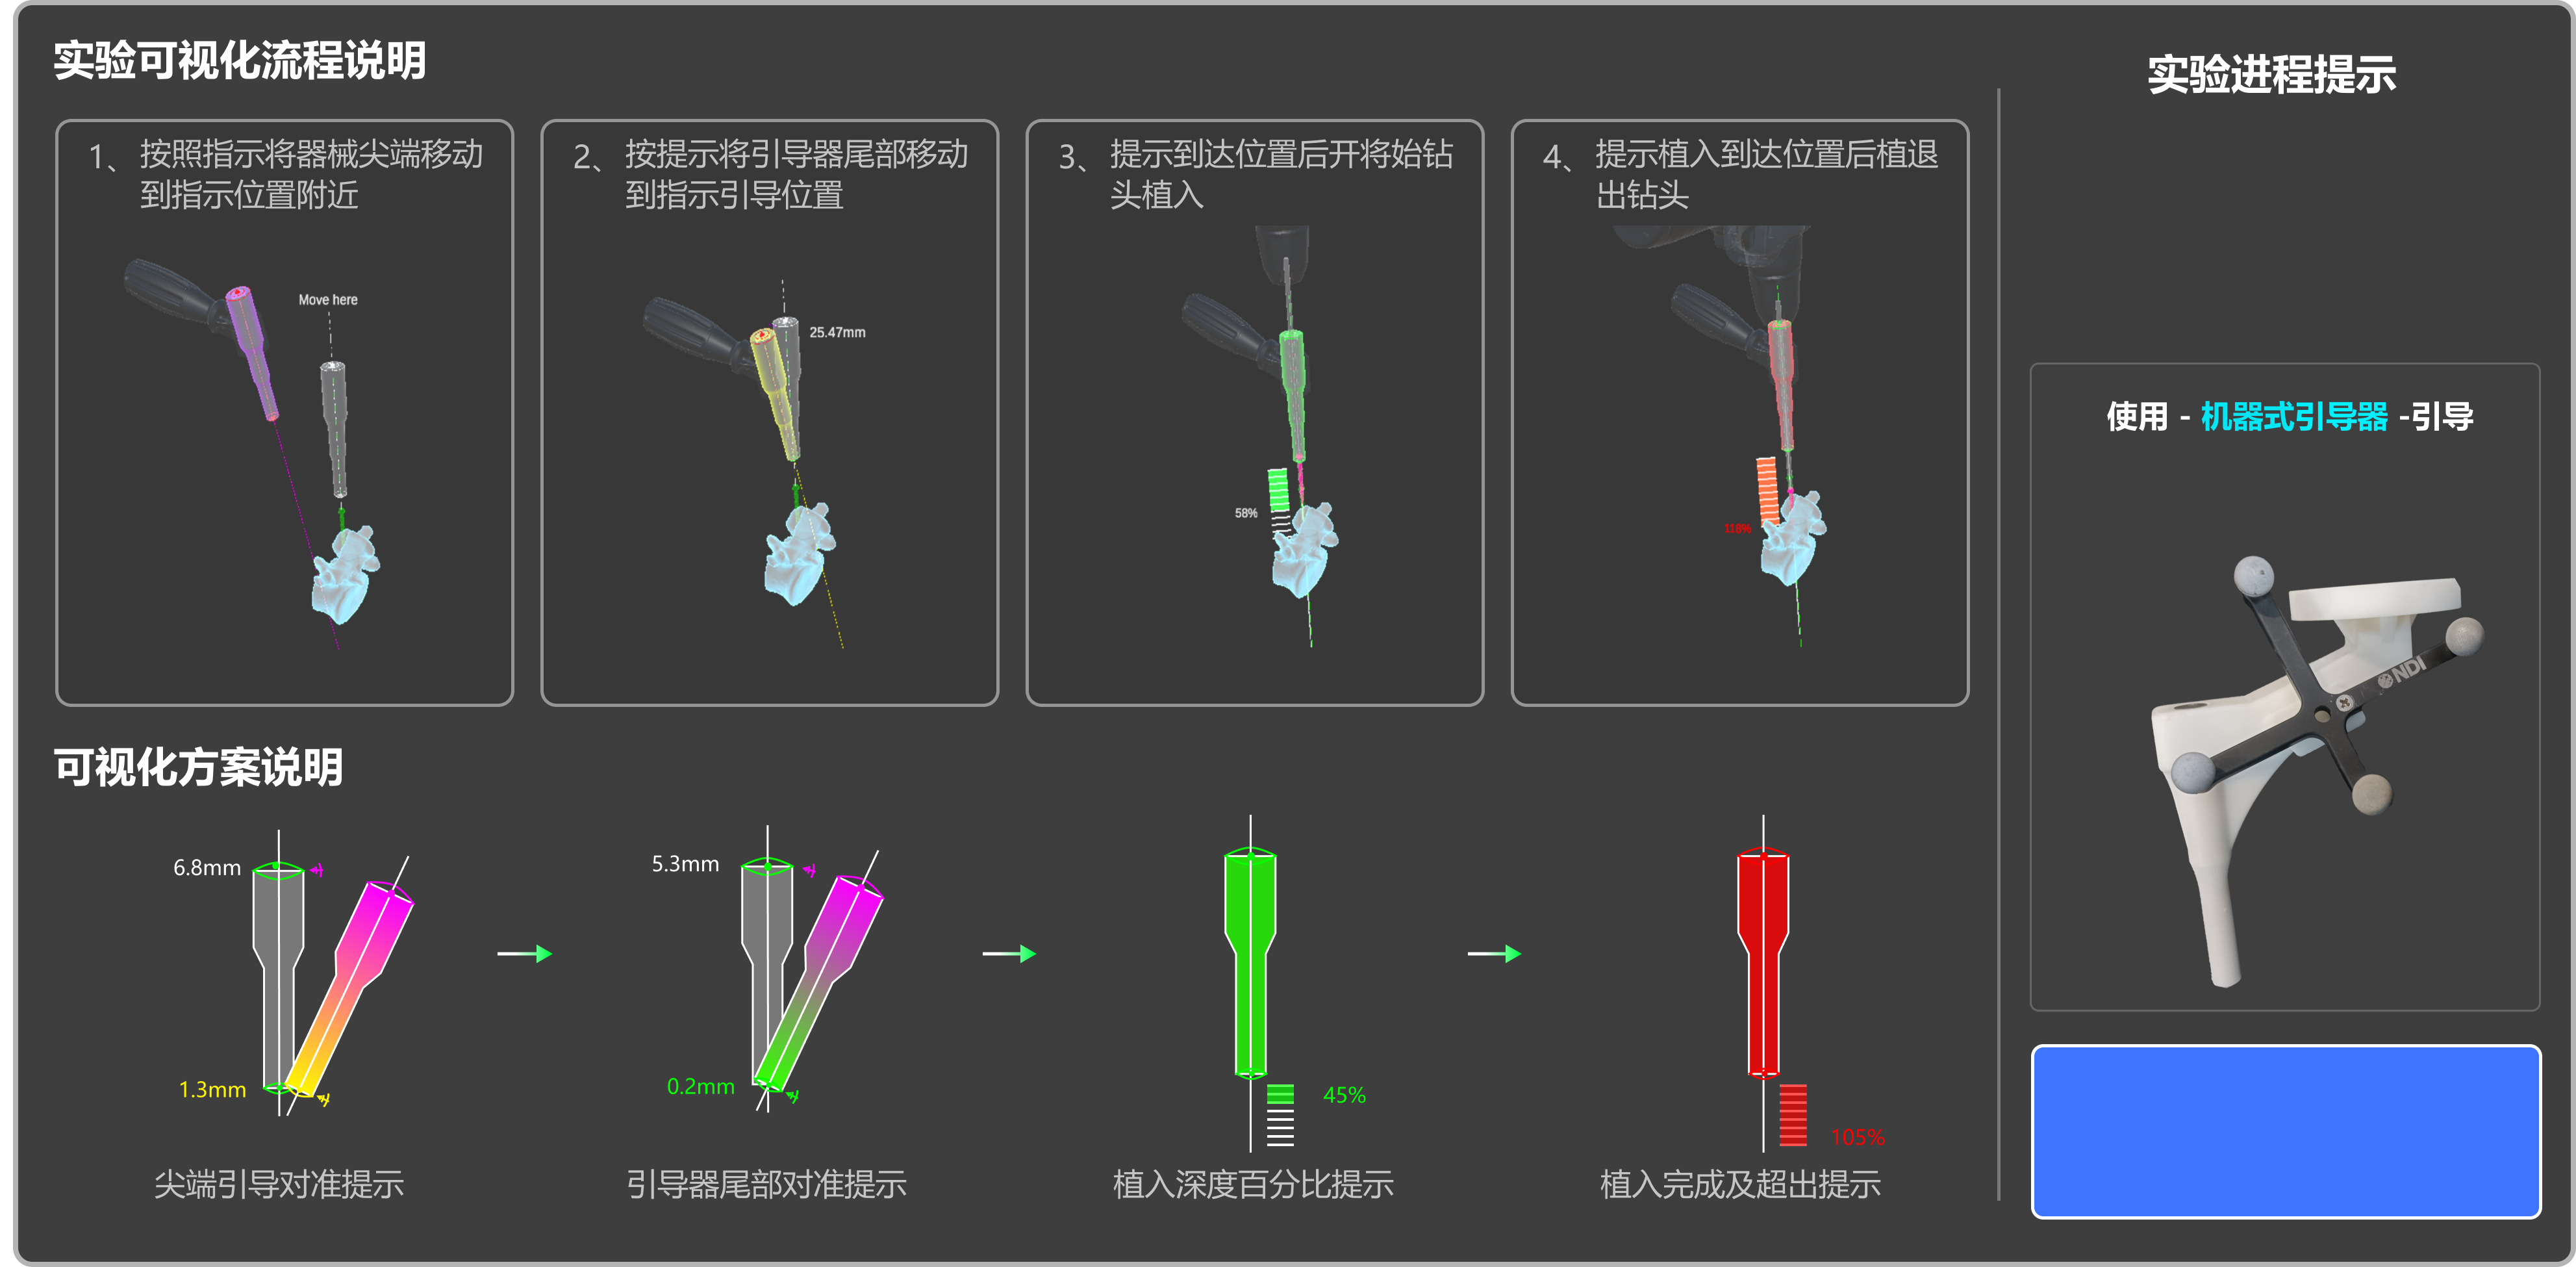 实验可视化流程说明
1、 按照指示将器械尖端移动
到指示位置附近
Move here
2、 按提示将引导器尾部移动
到指示引导位置
25.47mm
3、 提示到达位置后开将始钻
头植入
58%
4、 提示植入到达位置后植退
出钻头
118%
可视化方案说明
6.8mm
1.3mm
尖端引导对准提示
5.3mm
0.2mm
引导器尾部对准提示
45%
植入深度百分比提示
105%
植入完成及超出提示
实验进程提示
使用 - 机器式引导器 -引导
NDI